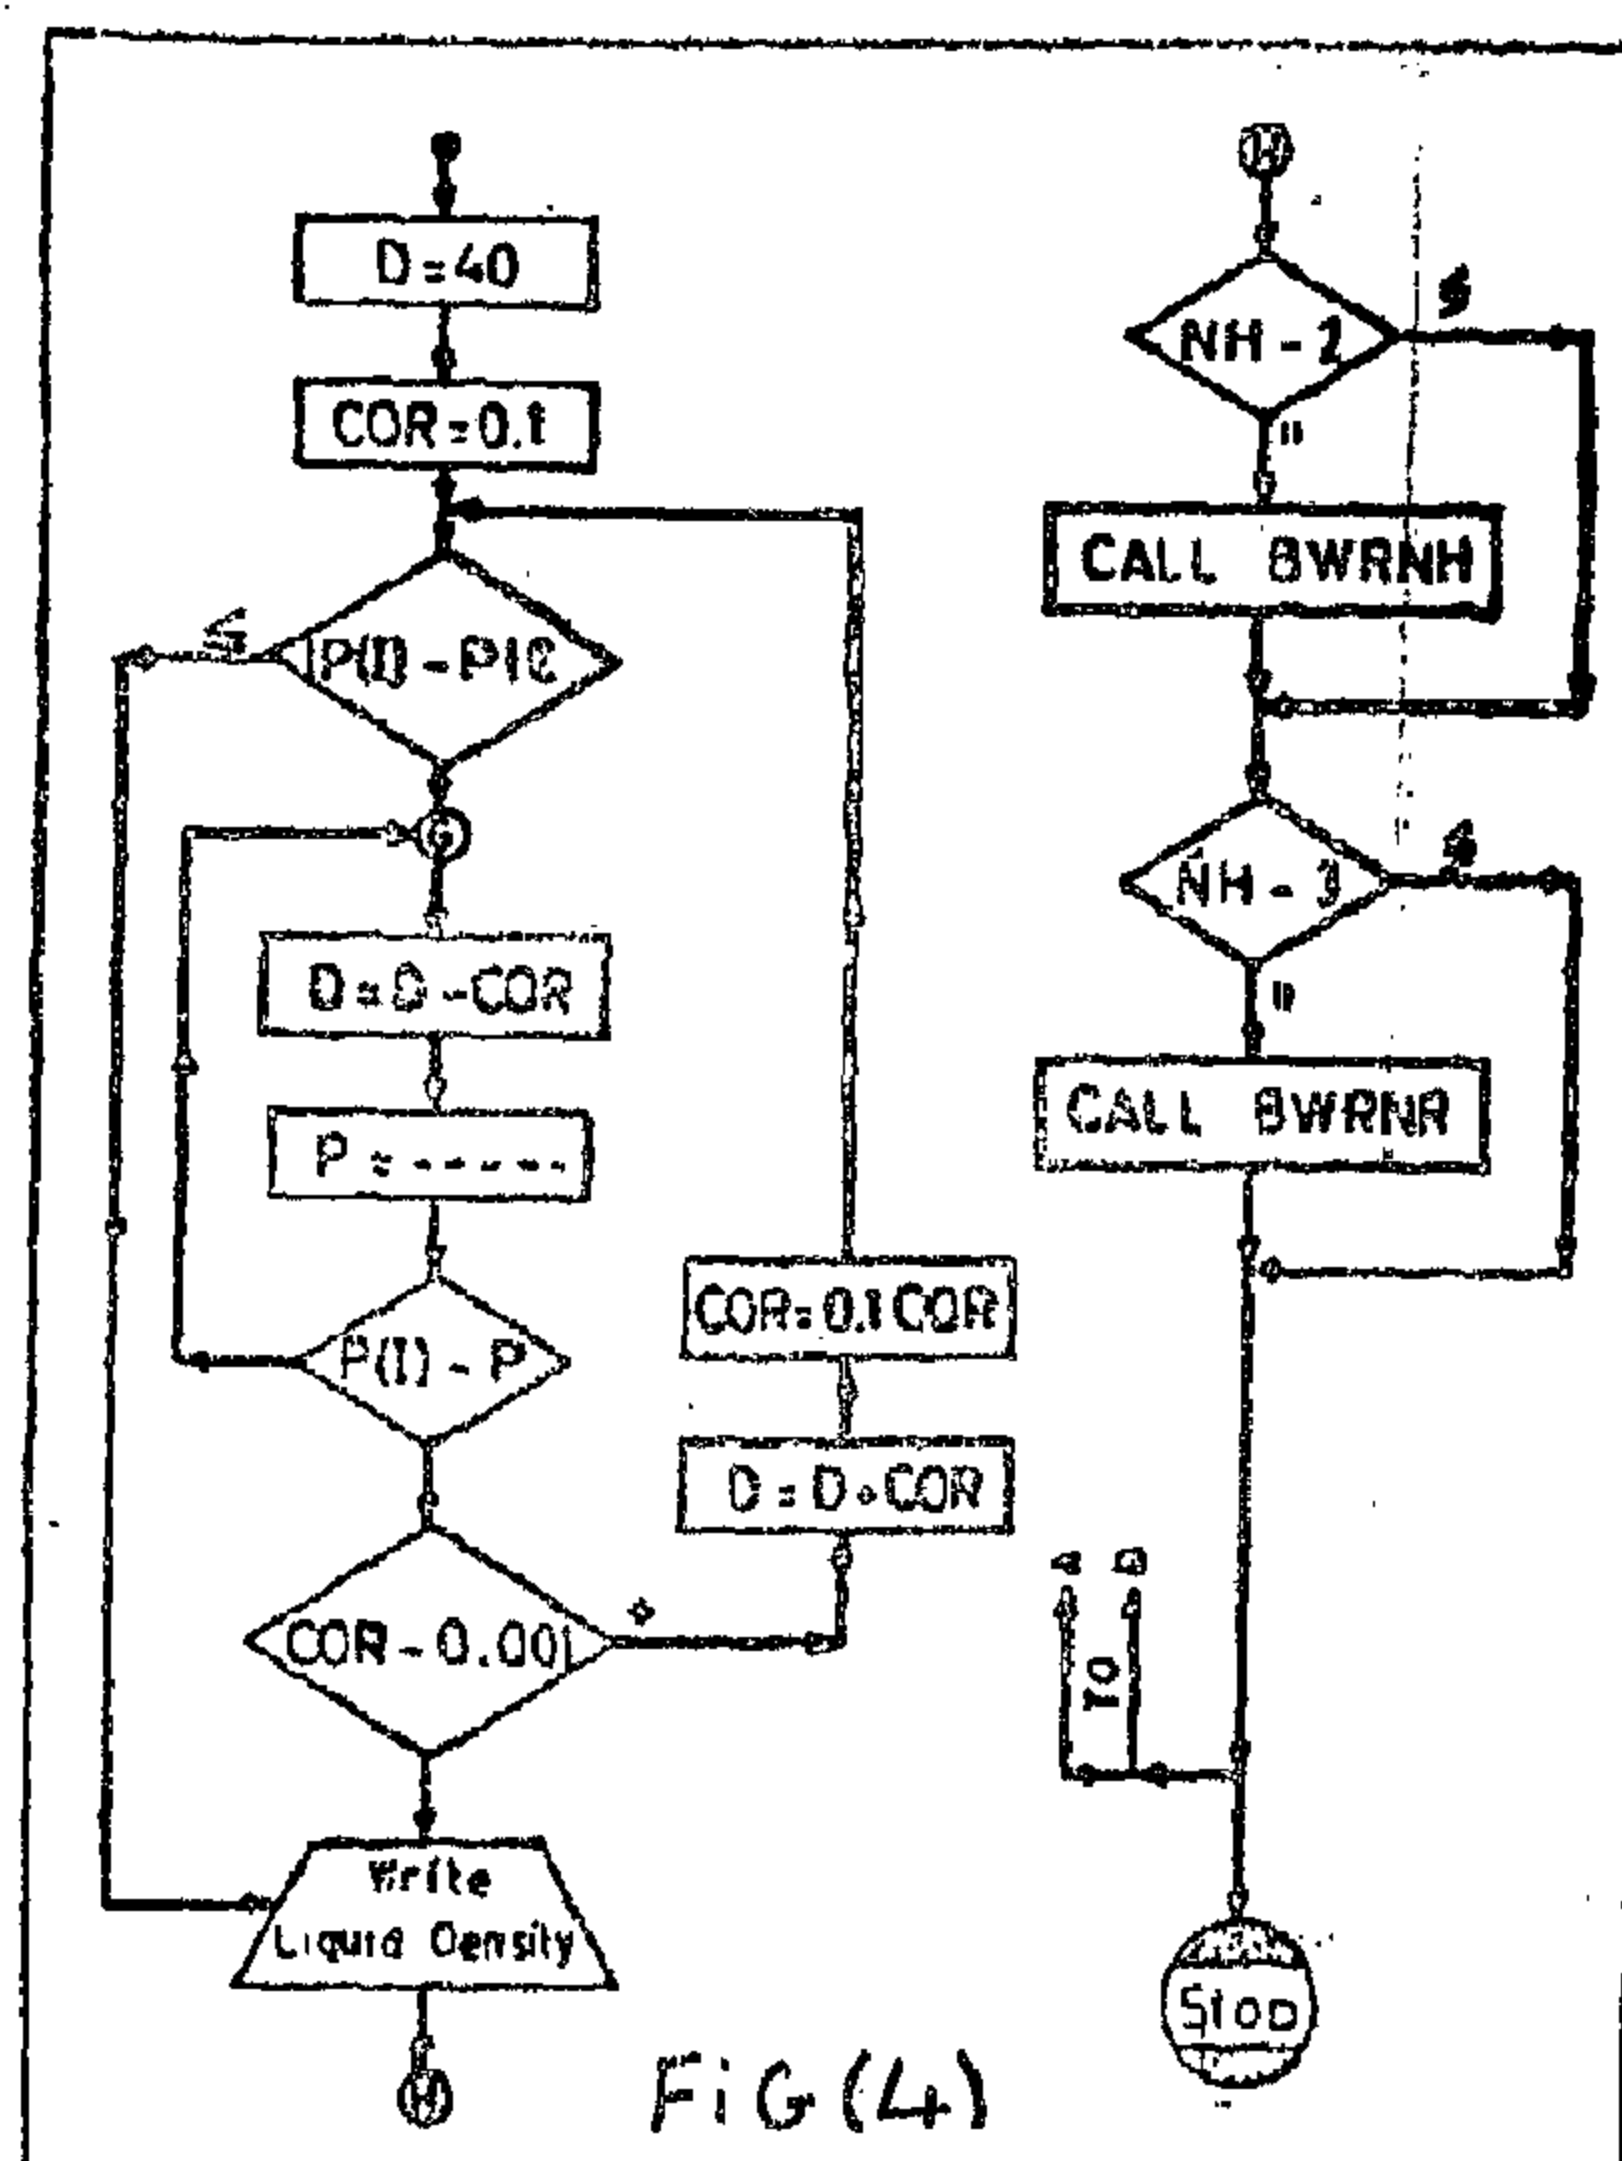 D=40
COR=0.1
P(I)-P(C
D=D-COR
P=-----
P(I)-P
COR=0.1COR
D=D+COR
COR-0.001
+
Write
Liquid Density
W
W
NH-2
=
CALL BWRNH
NH-3
=
CALL BWRNR
TO
Stop
FiG(4)